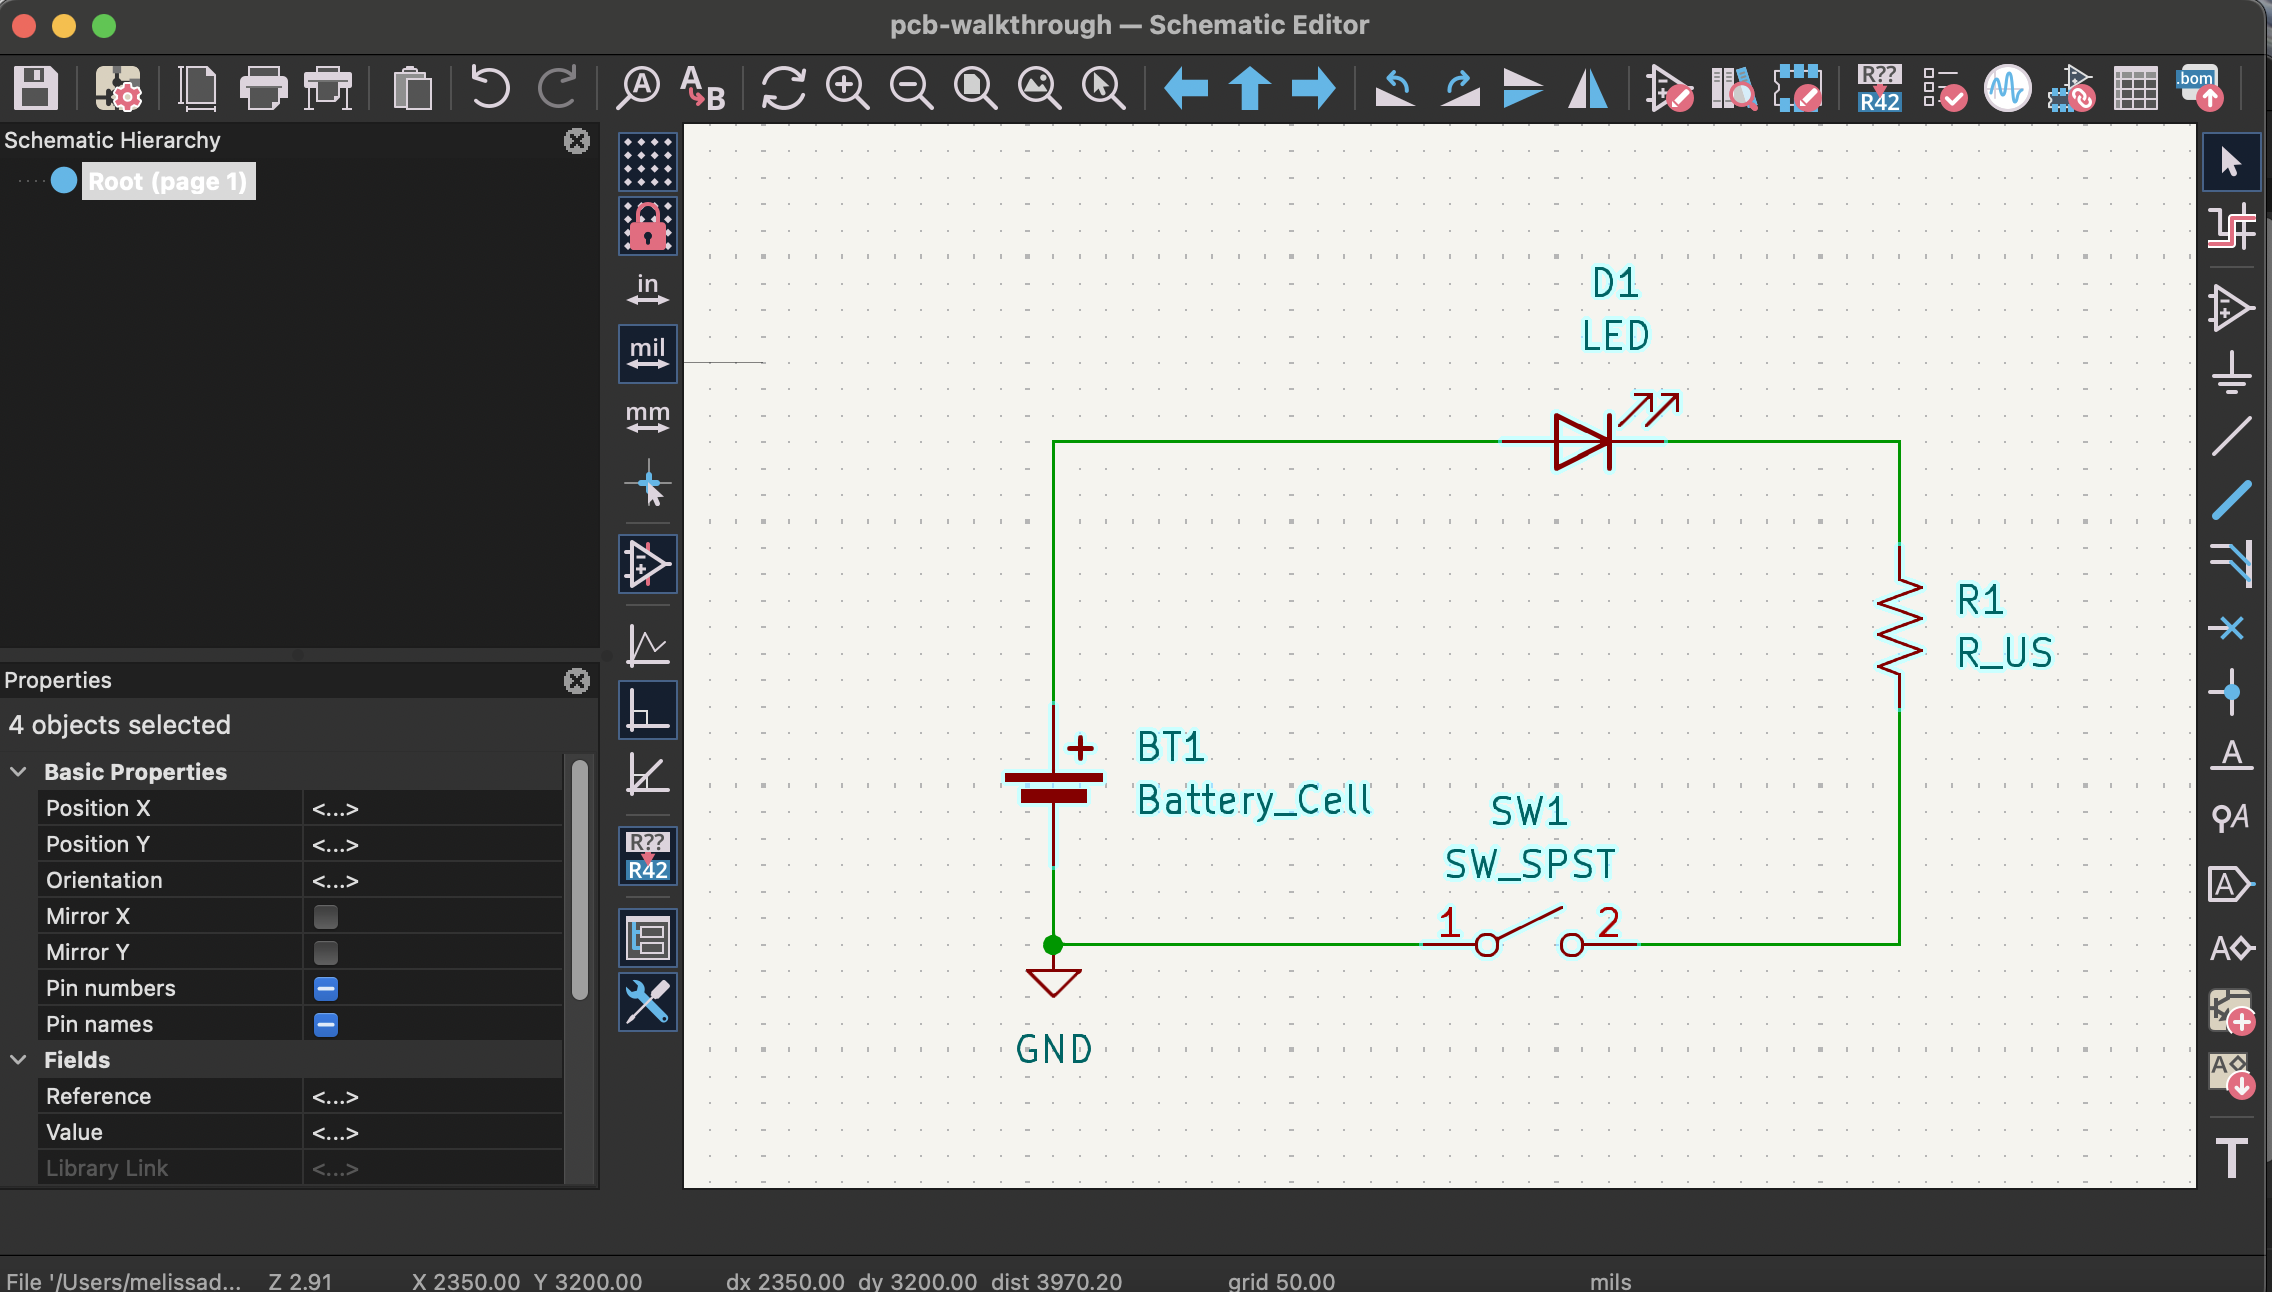 pcb-walkthrough — Schematic Editor
A
A B
R??
R42
.bom
Schematic Hierarchy
Root (page 1)
in
mil
mm
R??
R42
Properties
4 objects selected
Basic Properties
Position X <...>
Position Y <...>
Orientation <...>
Mirror X
Mirror Y
Pin numbers
Pin names
Fields
Reference <...>
Value <...>
Library Link <...>
D1
LED
R1
R_US
+ BT1
Battery_Cell
SW1
SW_SPST
1 2
GND
A
A
A
A
A
T
File '/Users/melissad... Z 2.91 X 2350.00 Y 3200.00 dx 2350.00 dy 3200.00 dist 3970.20 grid 50.00 mils